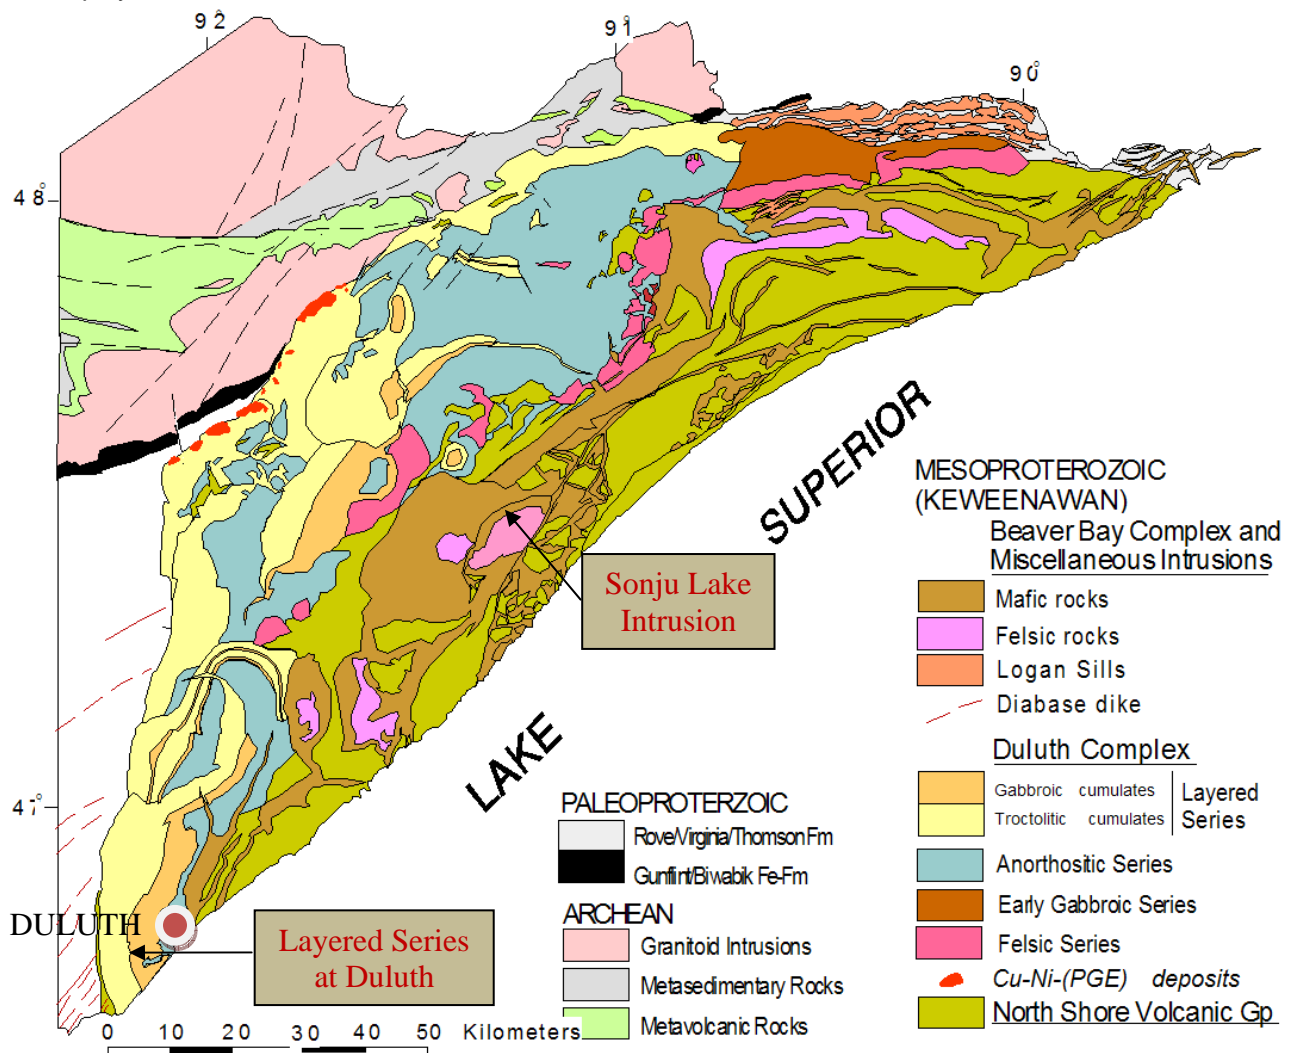 92°
91°
90°
48°
47°
LAKE
SUPERIOR
Sonju Lake
Intrusion
DULUTH
Layered Series
at Duluth
0 10 20 30 40 50 Kilometers
PALEOPROTERZOIC
Rove/Virginia/Thomson Fm
Gunflint/Biwabik Fe-Fm
ARCHEAN
Granitoid Intrusions
Metasedimentary Rocks
Metavolcanic Rocks
MESOPROTEROZOIC
(KEWEENAWAN)
Beaver Bay Complex and
Miscellaneous Intrusions
Mafic rocks
Felsic rocks
Logan Sills
Diabase dike
Duluth Complex
Gabbroic cumulates
Troctolitic cumulates
Layered
Series
Anorthositic Series
Early Gabbroic Series
Felsic Series
Cu-Ni-(PGE) deposits
North Shore Volcanic Gp